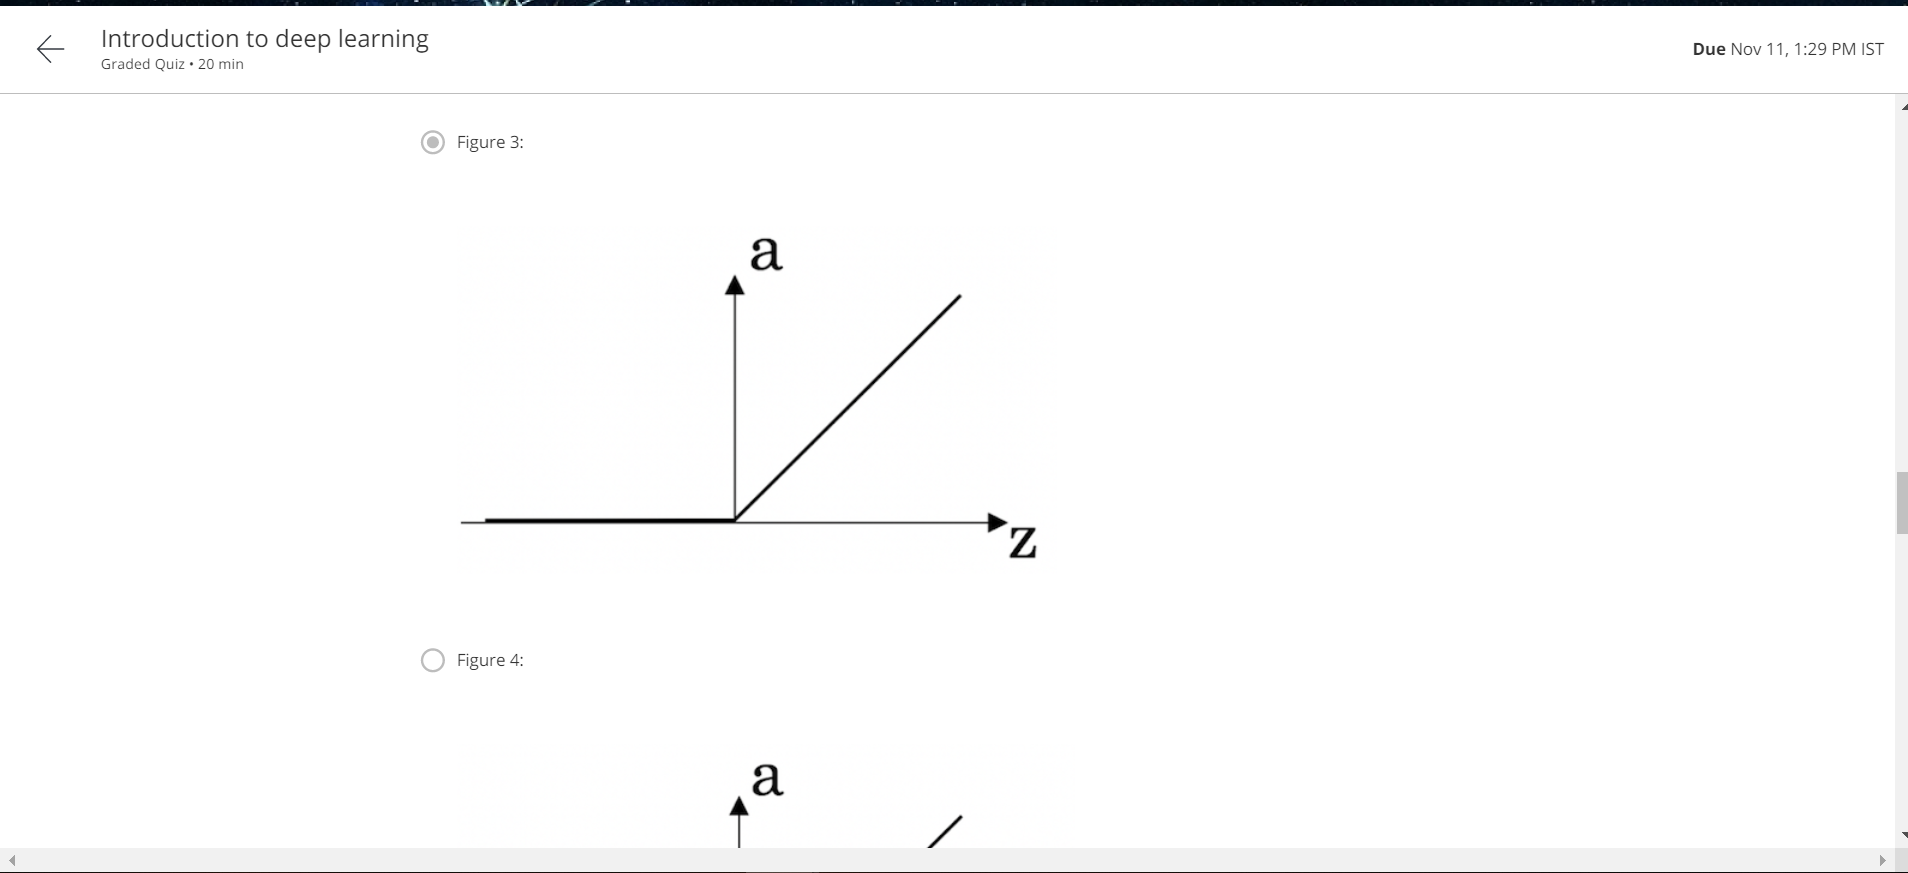 Introduction to deep learning
Graded Quiz • 20 min
Due Nov 11, 1:29 PM IST
Figure 3:
a
z
Figure 4:
a